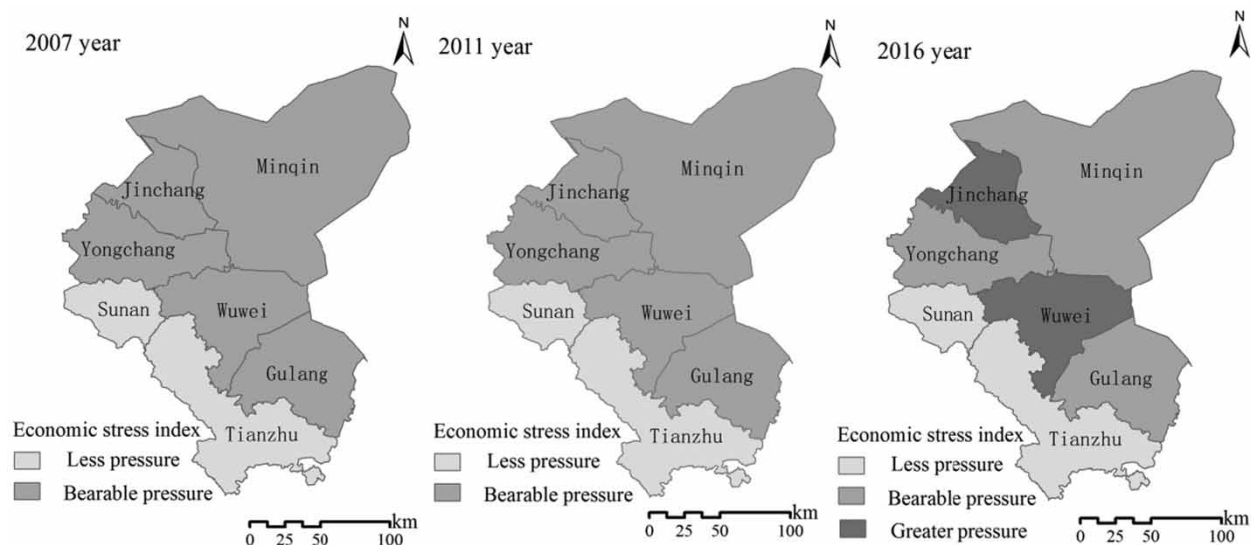 2007 year
N
Minqin
Jinchang
Yongchang
Sunan
Wuwei
Gulang
Tianzhu
Economic stress index
Less pressure
Bearable pressure
km
0 25 50 100
2011 year
N
Minqin
Jinchang
Yongchang
Sunan
Wuwei
Gulang
Tianzhu
Economic stress index
Less pressure
Bearable pressure
km
0 25 50 100
2016 year
N
Minqin
Jinchang
Yongchang
Sunan
Wuwei
Gulang
Tianzhu
Economic stress index
Less pressure
Bearable pressure
Greater pressure
km
0 25 50 100